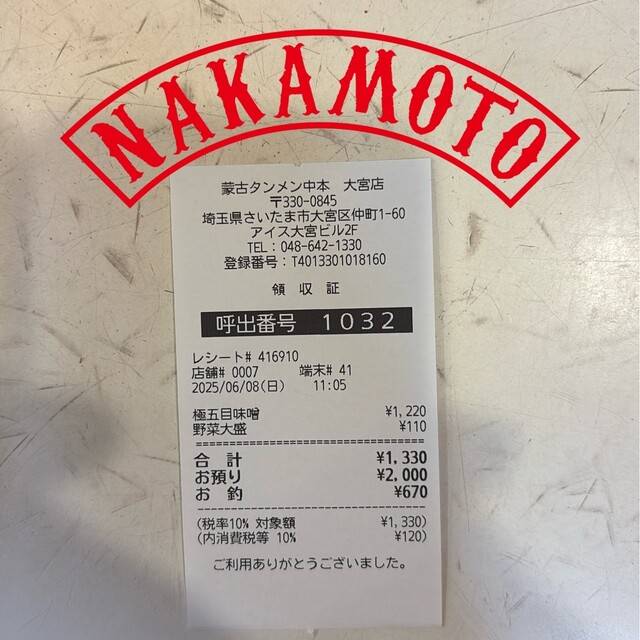 NAKAMOTO
蒙古タンメン中本 大宮店
〒330-0845
埼玉県さいたま市大宮区仲町1-60
アイス大宮ビル2F
TEL:048-642-1330
登録番号:T4013301018160
領 収 証
呼出番号 1032
レシート# 416910
店舗# 0007 端末# 41
2025/06/08(日) 11:05
極五目味噌 ¥1,220
野菜大盛 ¥110
合 計 ¥1,330
お預り ¥2,000
お 釣 ¥670
(税率10% 対象額 ¥1,330)
(内消費税等 10% ¥120)
ご利用ありがとうございました。